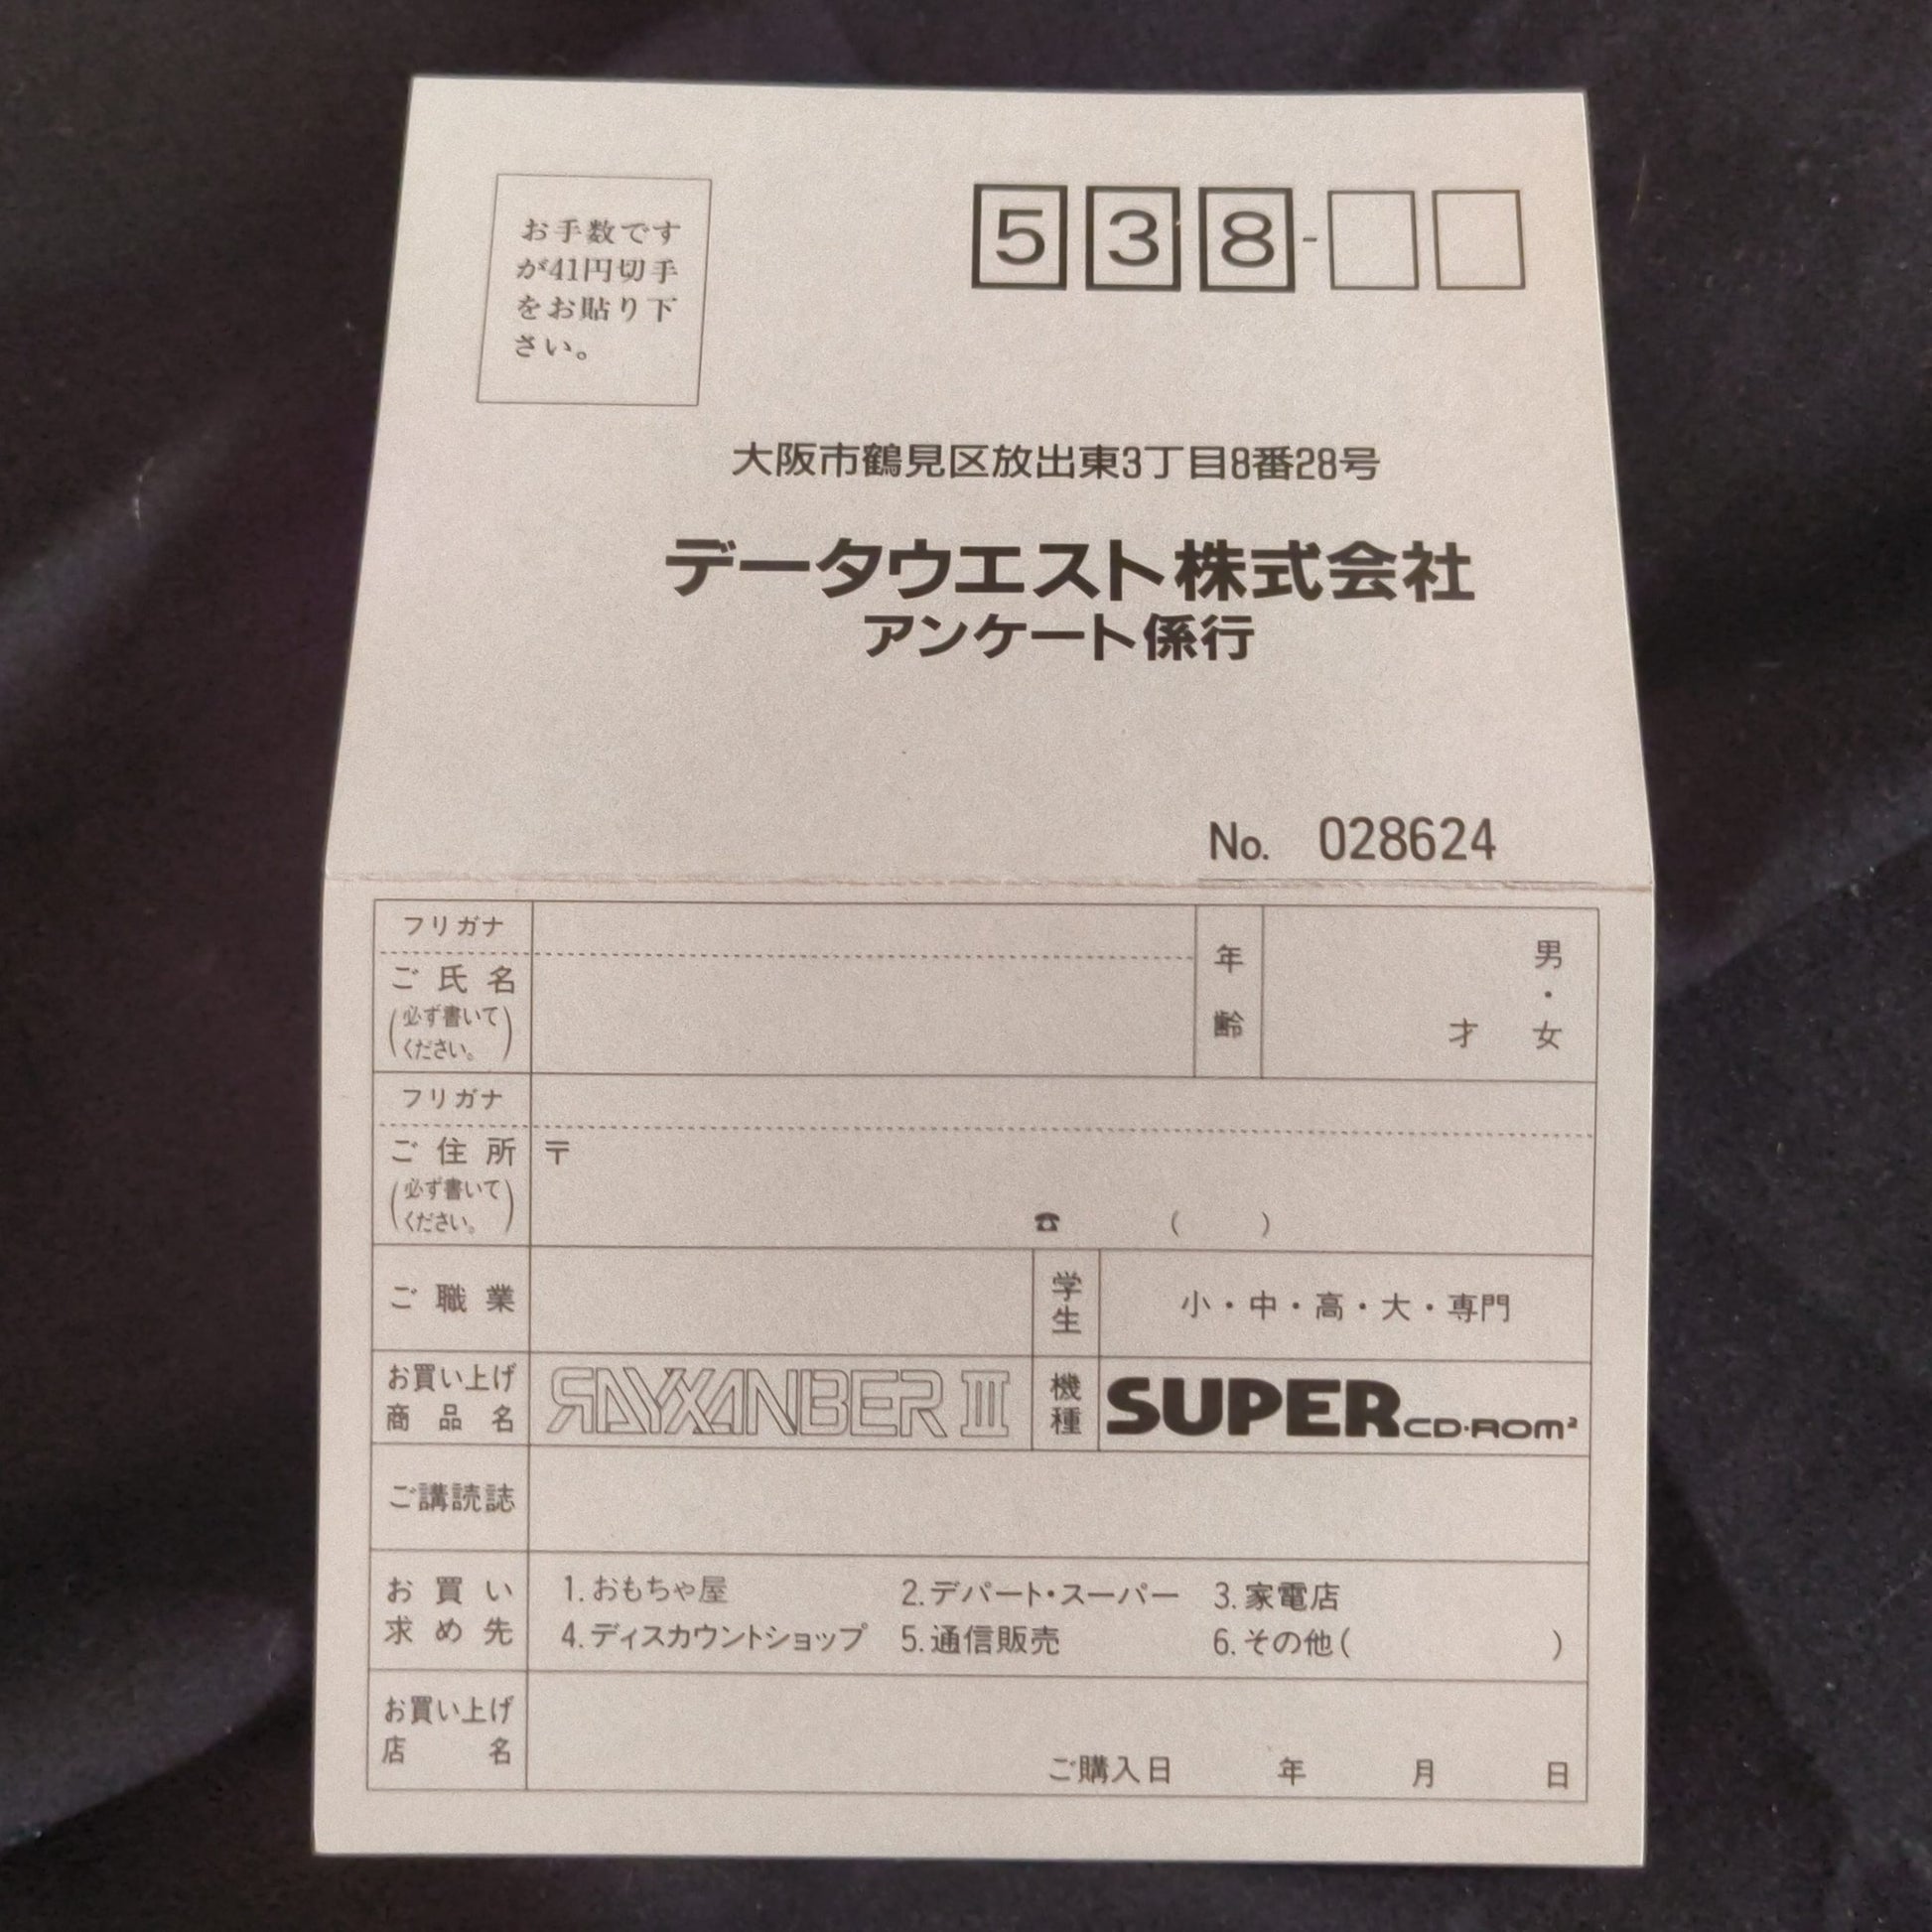 お手数です
が41円切手
をお貼り下
さい。
538-
大阪市鶴見区放出東3丁目8番28号
データウエスト株式会社
アンケート係行
No. 028624
フリガナ
ご氏名
(必ず書いて
ください。)
年齢
男・女
才
フリガナ
ご住所
(必ず書いて
ください。)
〒
☎ ( )
ご職業
学生
小・中・高・大・専門
お買い上げ
商品名
RAYXANBER III
機種
SUPER CD-ROM²
ご講読誌
お買い
求め先
1.おもちゃ屋 2.デパート・スーパー 3.家電店
4.ディスカウントショップ 5.通信販売 6.その他( )
お買い上げ
店名
ご購入日 年 月 日